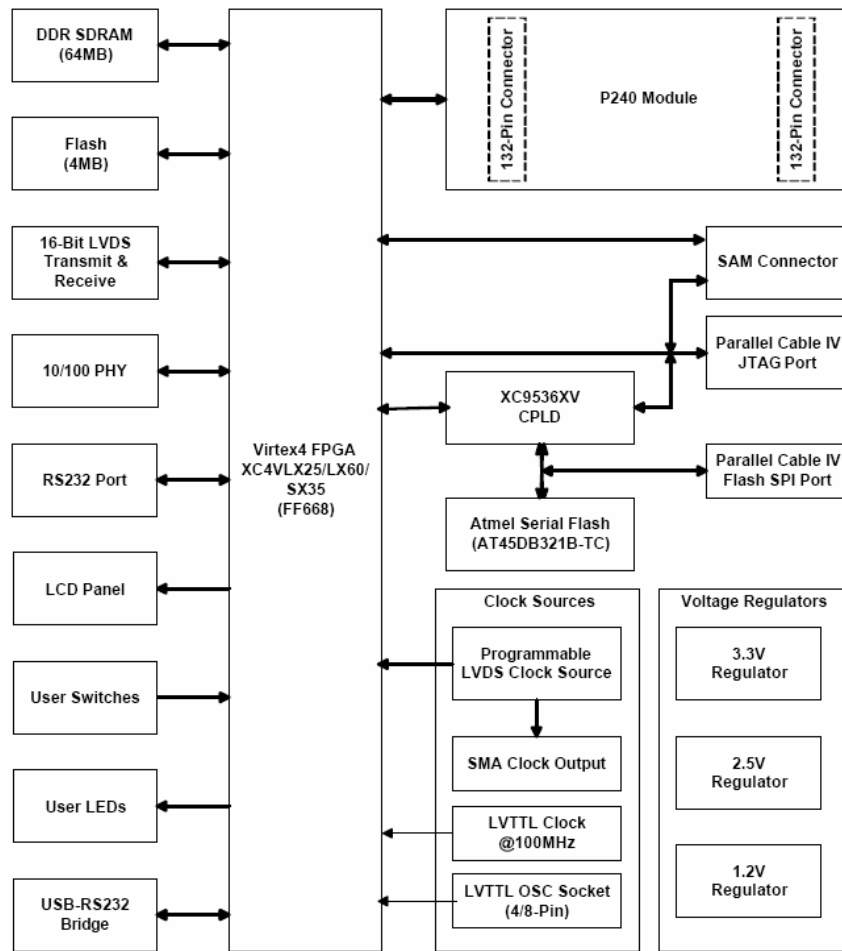 DDR SDRAM
(64MB)
Flash
(4MB)
16-Bit LVDS
Transmit &
Receive
10/100 PHY
RS232 Port
LCD Panel
User Switches
User LEDs
USB-RS232
Bridge
Virtex4 FPGA
XC4VLX25/LX60/
SX35
(FF668)
132-Pin Connector
P240 Module
132-Pin Connector
SAM Connector
Parallel Cable IV
JTAG Port
XC9536XV
CPLD
Parallel Cable IV
Flash SPI Port
Atmel Serial Flash
(AT45DB321B-TC)
Clock Sources
Programmable
LVDS Clock Source
SMA Clock Output
LVTTL Clock
@100MHz
LVTTL OSC Socket
(4/8-Pin)
Voltage Regulators
3.3V
Regulator
2.5V
Regulator
1.2V
Regulator